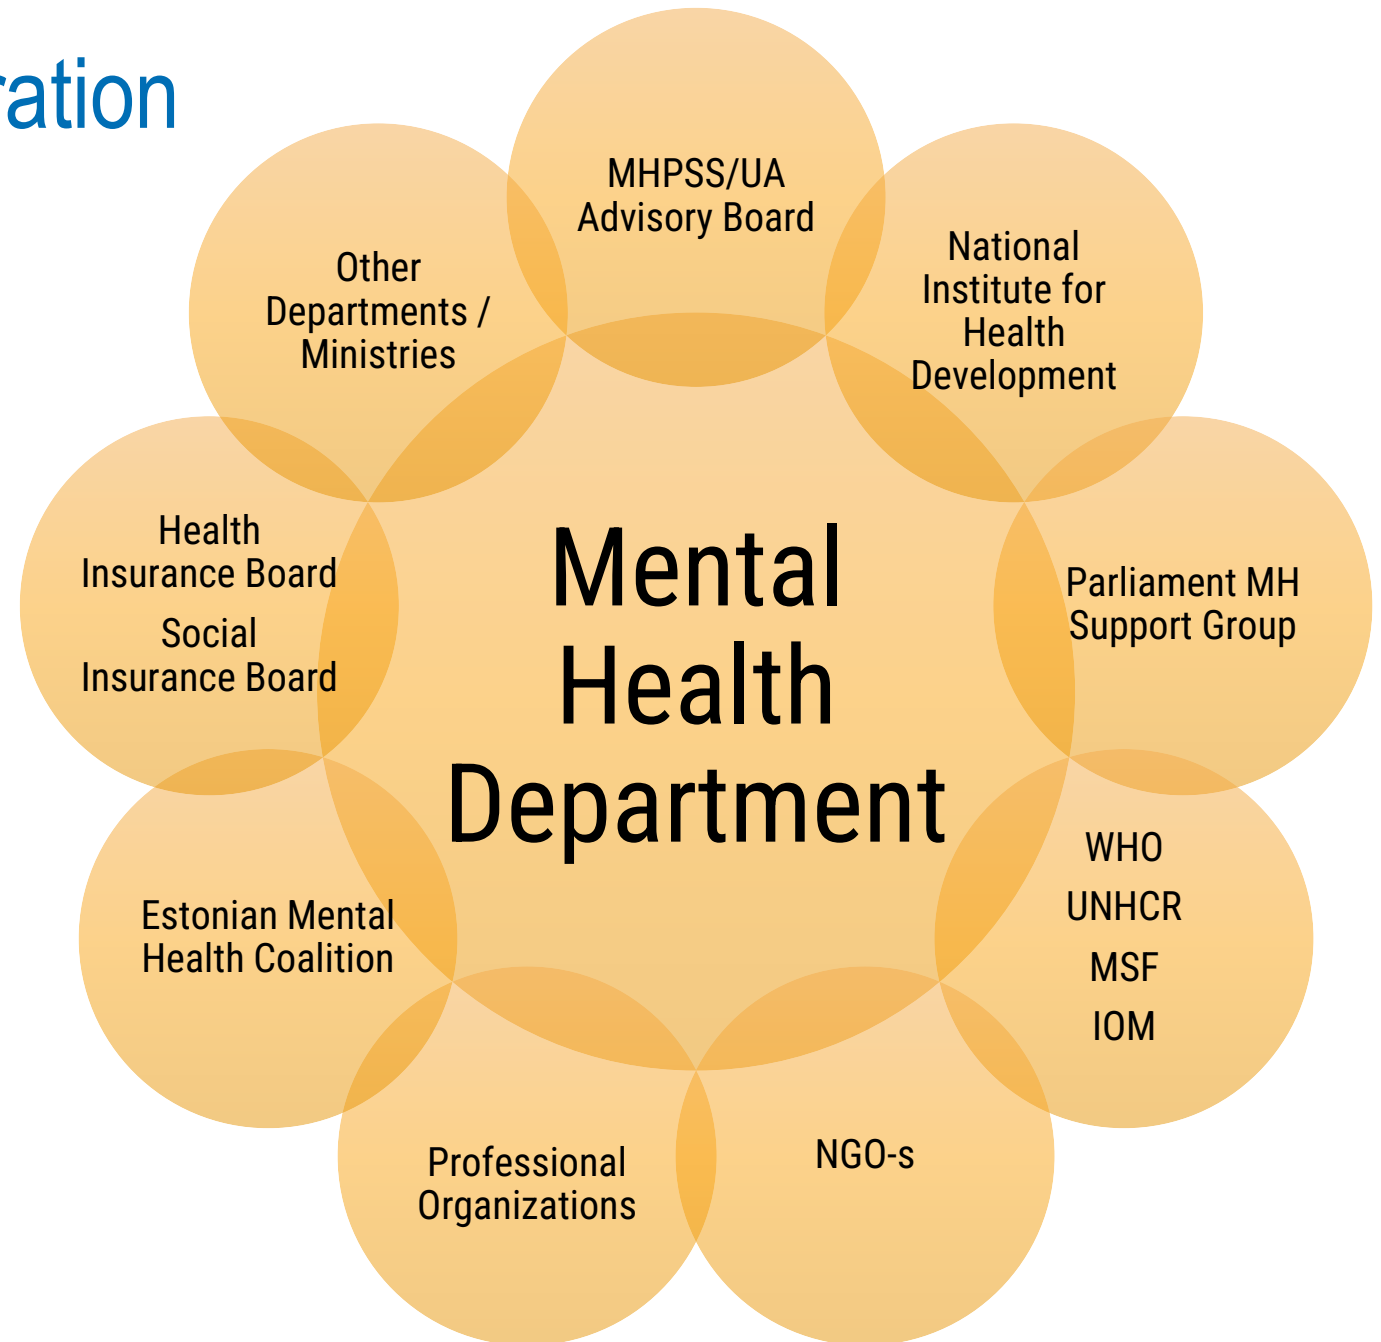 ration
MHPSS/UA
Advisory Board
National
Institute for
Health
Development
Parliament MH
Support Group
WHO
UNHCR
MSF
IOM
NGO-s
Professional
Organizations
Estonian Mental
Health Coalition
Health
Insurance Board
Social
Insurance Board
Other
Departments /
Ministries
Mental
Health
Department